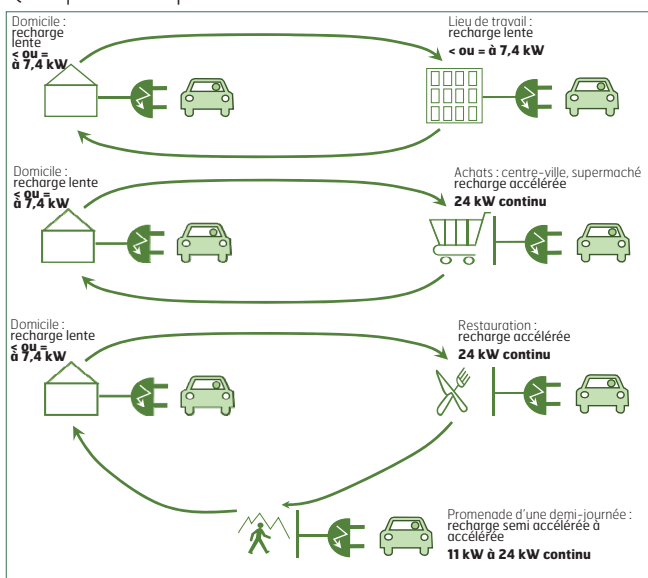 Domicile :
recharge
lente
< ou =
à 7,4 kW
Lieu de travail :
recharge lente
< ou = à 7,4 kW
Domicile :
recharge lente
< ou =
à 7,4 kW
Achats : centre-ville, supermaché
recharge accélérée
24 kW continu
Domicile :
recharge lente
< ou =
à 7,4 kW
Restauration :
recharge accélérée
24 kW continu
Promenade d'une demi-journée :
recharge semi accélérée à
accélérée
11 kW à 24 kW continu